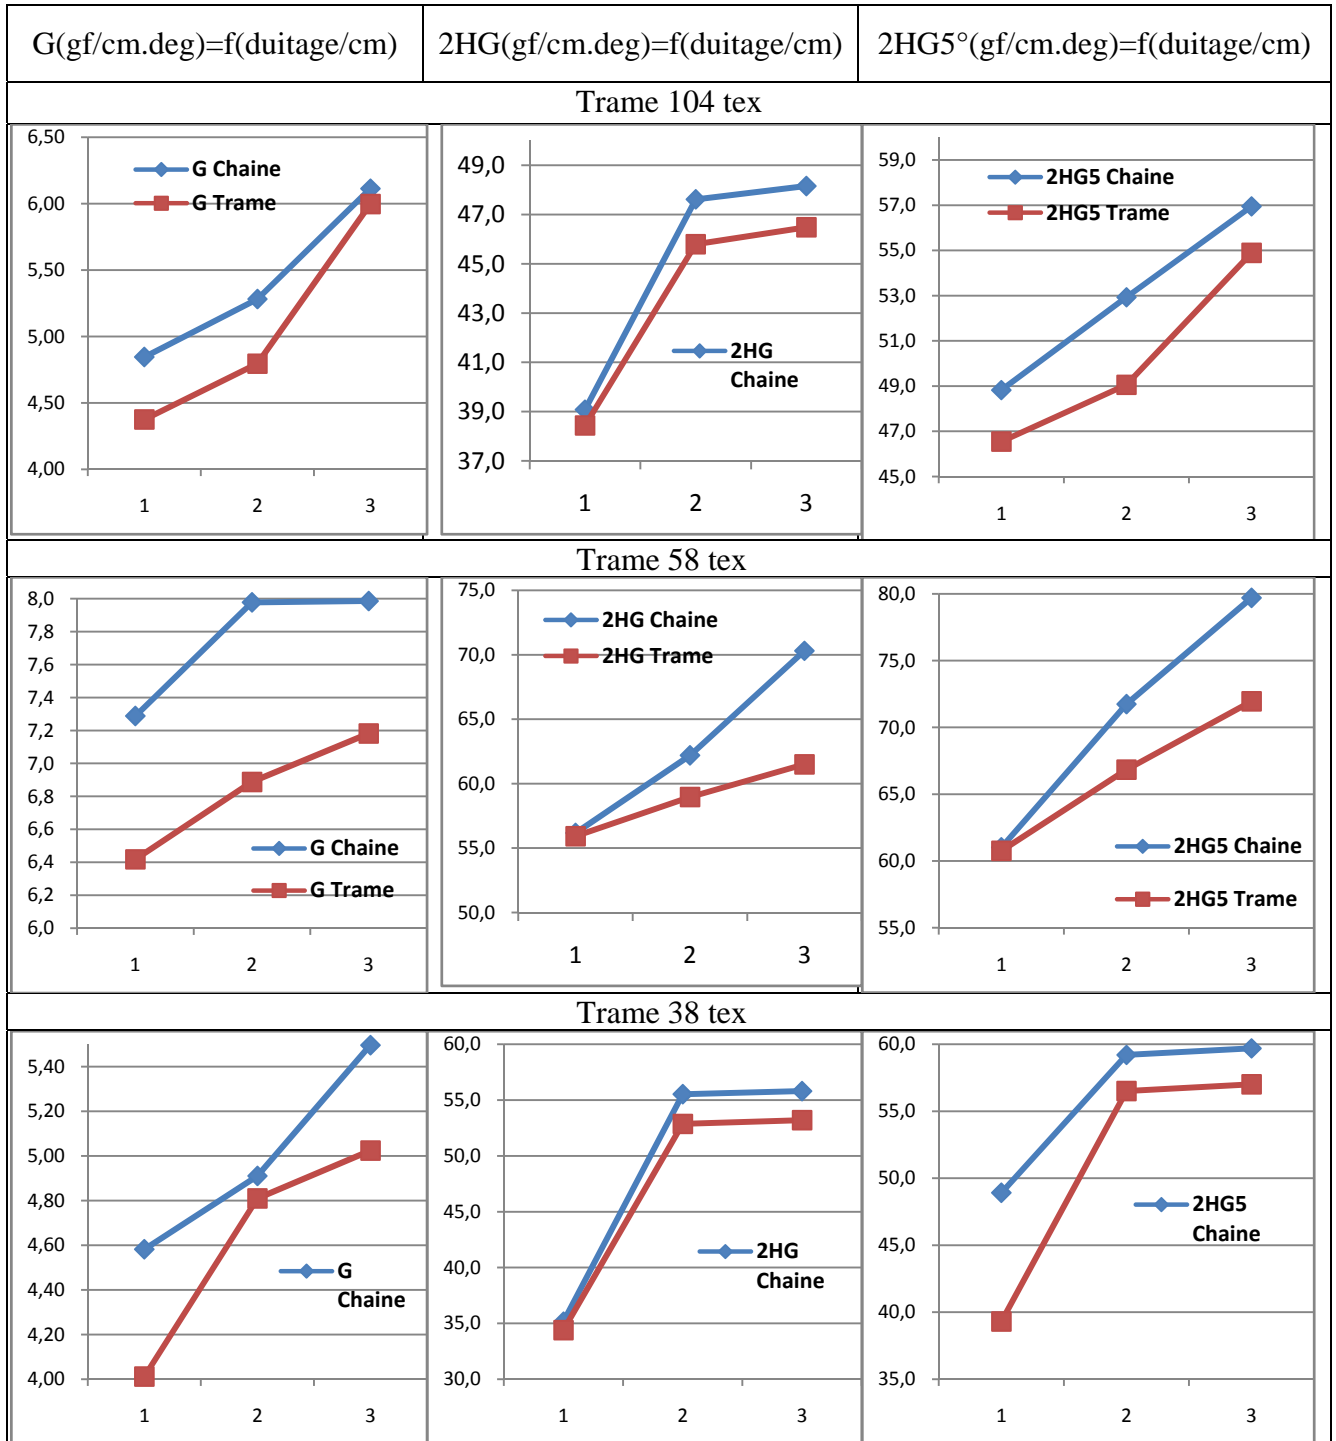 G(gf/cm.deg)=f(duitage/cm)
2HG(gf/cm.deg)=f(duitage/cm)
2HG5°(gf/cm.deg)=f(duitage/cm)
Trame 104 tex
6,50
6,00
5,50
5,00
4,50
4,00
G Chaine
G Trame
1 2 3
49,0
47,0
45,0
43,0
41,0
39,0
37,0
2HG
Chaine
1 2 3
59,0
57,0
55,0
53,0
51,0
49,0
47,0
45,0
2HG5 Chaine
2HG5 Trame
1 2 3
Trame 58 tex
8,0
7,8
7,6
7,4
7,2
7,0
6,8
6,6
6,4
6,2
6,0
G Chaine
G Trame
1 2 3
75,0
70,0
65,0
60,0
55,0
50,0
2HG Chaine
2HG Trame
1 2 3
80,0
75,0
70,0
65,0
60,0
55,0
2HG5 Chaine
2HG5 Trame
1 2 3
Trame 38 tex
5,40
5,20
5,00
4,80
4,60
4,40
4,20
4,00
G
Chaine
1 2 3
60,0
55,0
50,0
45,0
40,0
35,0
30,0
2HG
Chaine
1 2 3
60,0
55,0
50,0
45,0
40,0
35,0
2HG5
Chaine
1 2 3